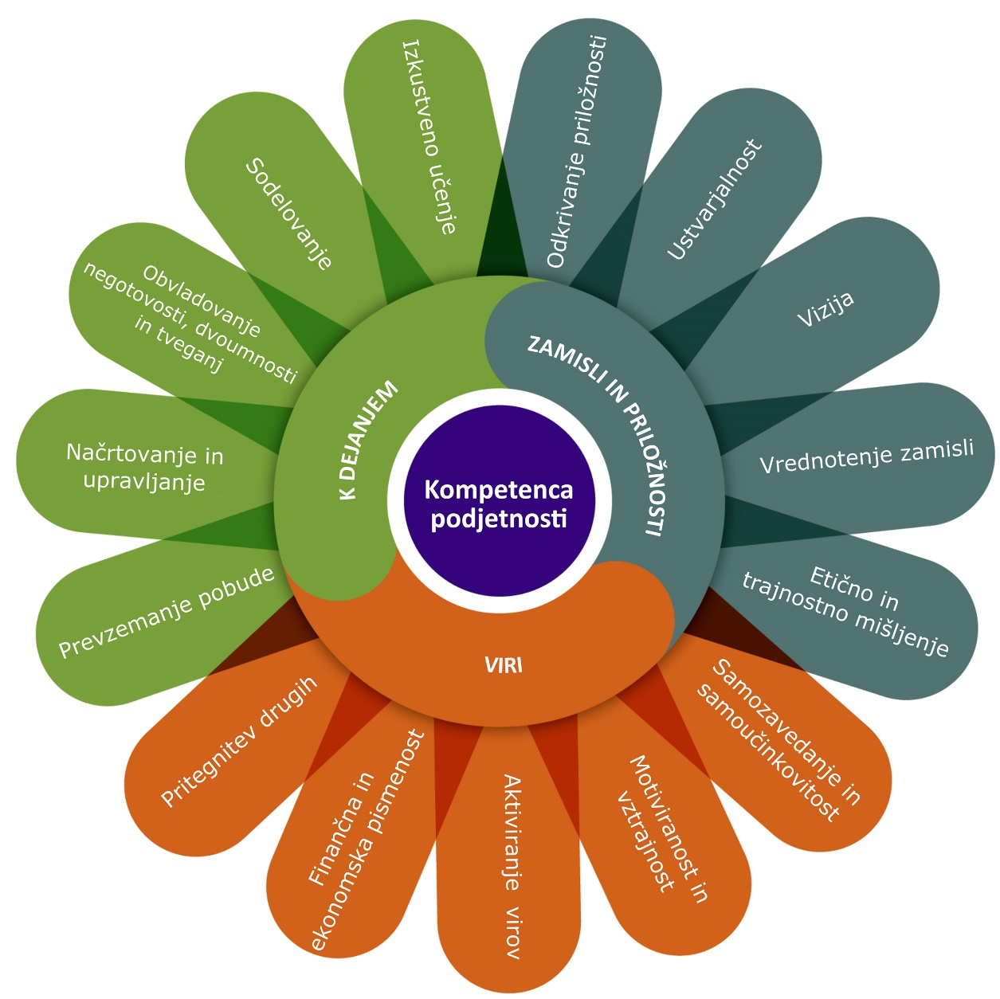 Kompetenca
podjetnosti
ZAMISLI IN PRILOŽNOSTI
Odkrivanje priložnosti
Ustvarjalnost
Vizija
Vrednotenje zamisli
Etično in
trajnostno mišljenje
VIRI
Samozavedanje in
samoučinkovitost
Motiviranost in
vztrajnost
Aktiviranje virov
Finančna in
ekonomska pismenost
Pritegnitev drugih
K DEJANJEM
Prevzemanje pobude
Načrtovanje in
upravljanje
Obvladovanje
negotovosti, dvoumnosti
in tveganj
Sodelovanje
Izkustveno učenje